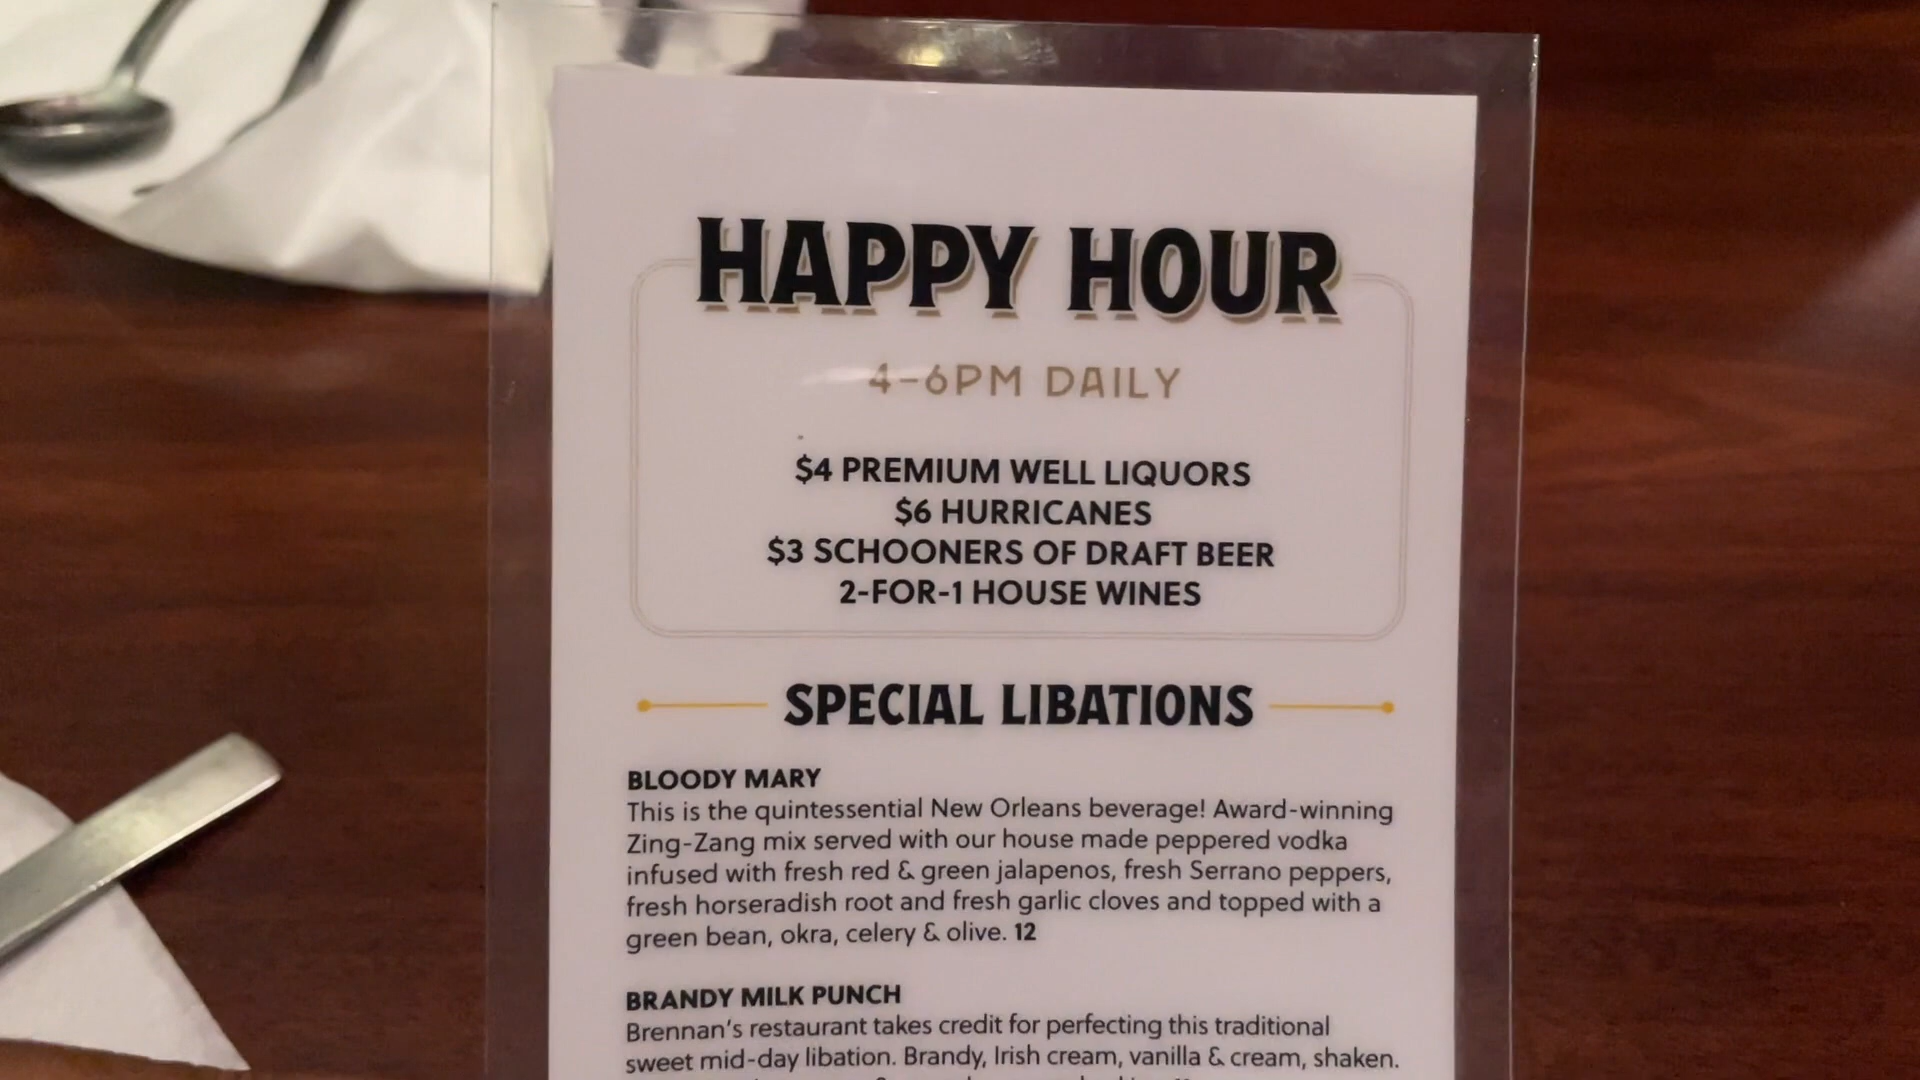 HAPPY HOUR
4-6PM DAILY
$4 PREMIUM WELL LIQUORS
$6 HURRICANES
$3 SCHOONERS OF DRAFT BEER
2-FOR-1 HOUSE WINES
SPECIAL LIBATIONS
BLOODY MARY
This is the quintessential New Orleans beverage! Award-winning
Zing-Zang mix served with our house made peppered vodka
infused with fresh red & green jalapenos, fresh Serrano peppers,
fresh horseradish root and fresh garlic cloves and topped with a
green bean, okra, celery & olive. 12
BRANDY MILK PUNCH
Brennan's restaurant takes credit for perfecting this traditional
sweet mid-day libation. Brandy, Irish cream, vanilla & cream, shaken.